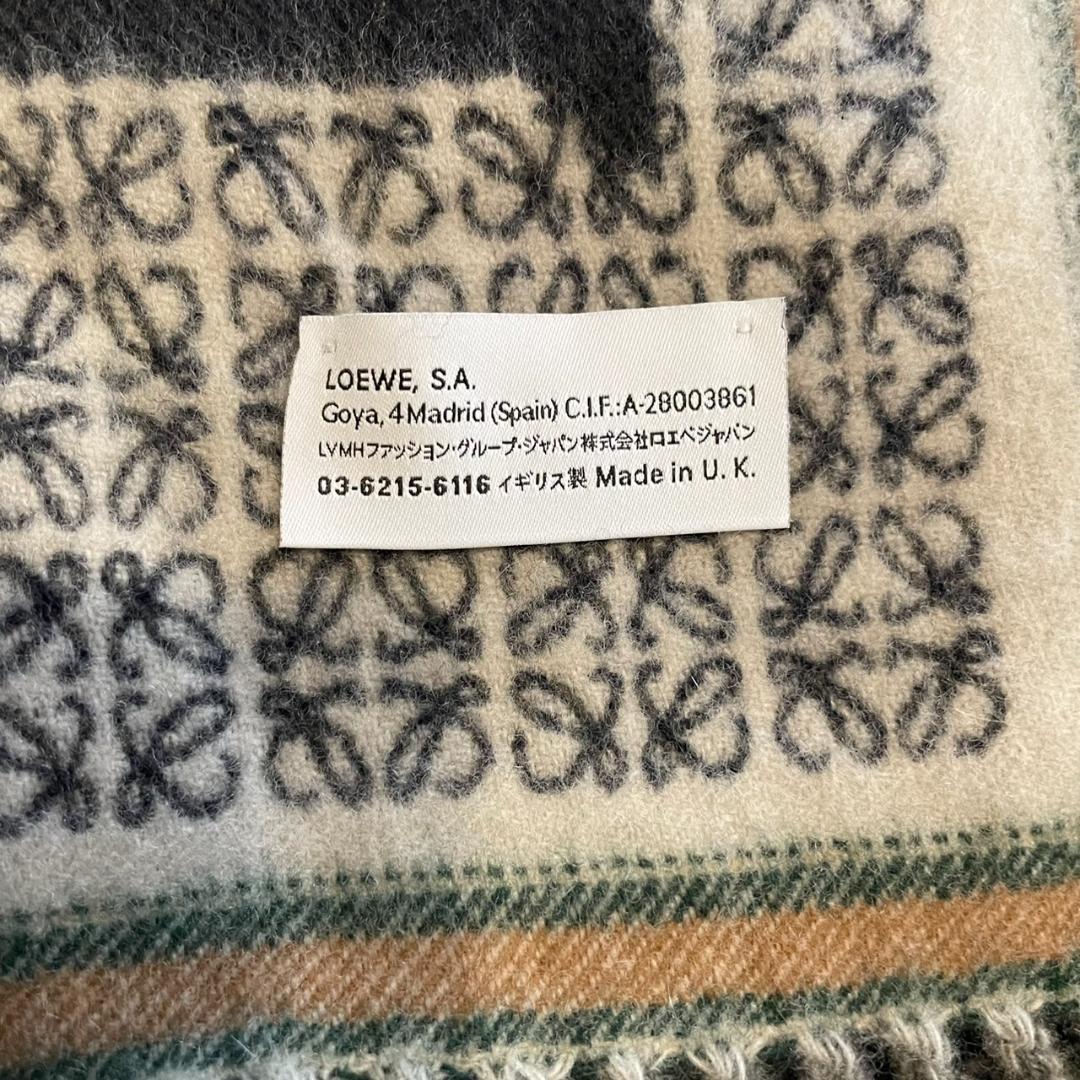 LOEWE, S.A.
Goya, 4 Madrid (Spain) C.I.F.:A-28003861
LVMHファッション・グループ・ジャパン株式会社ロエベジャパン
03-6215-6116 イギリス製 Made in U. K.